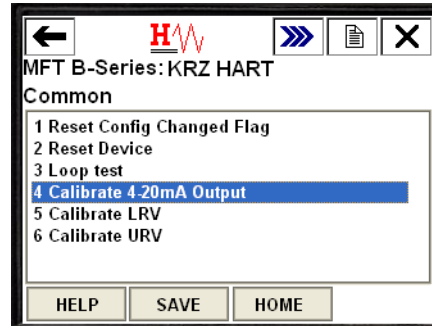 H
MFT B-Series: KRZ HART
Common
1 Reset Config Changed Flag
2 Reset Device
3 Loop test
4 Calibrate 4-20mA Output
5 Calibrate LRV
6 Calibrate URV
HELP SAVE HOME